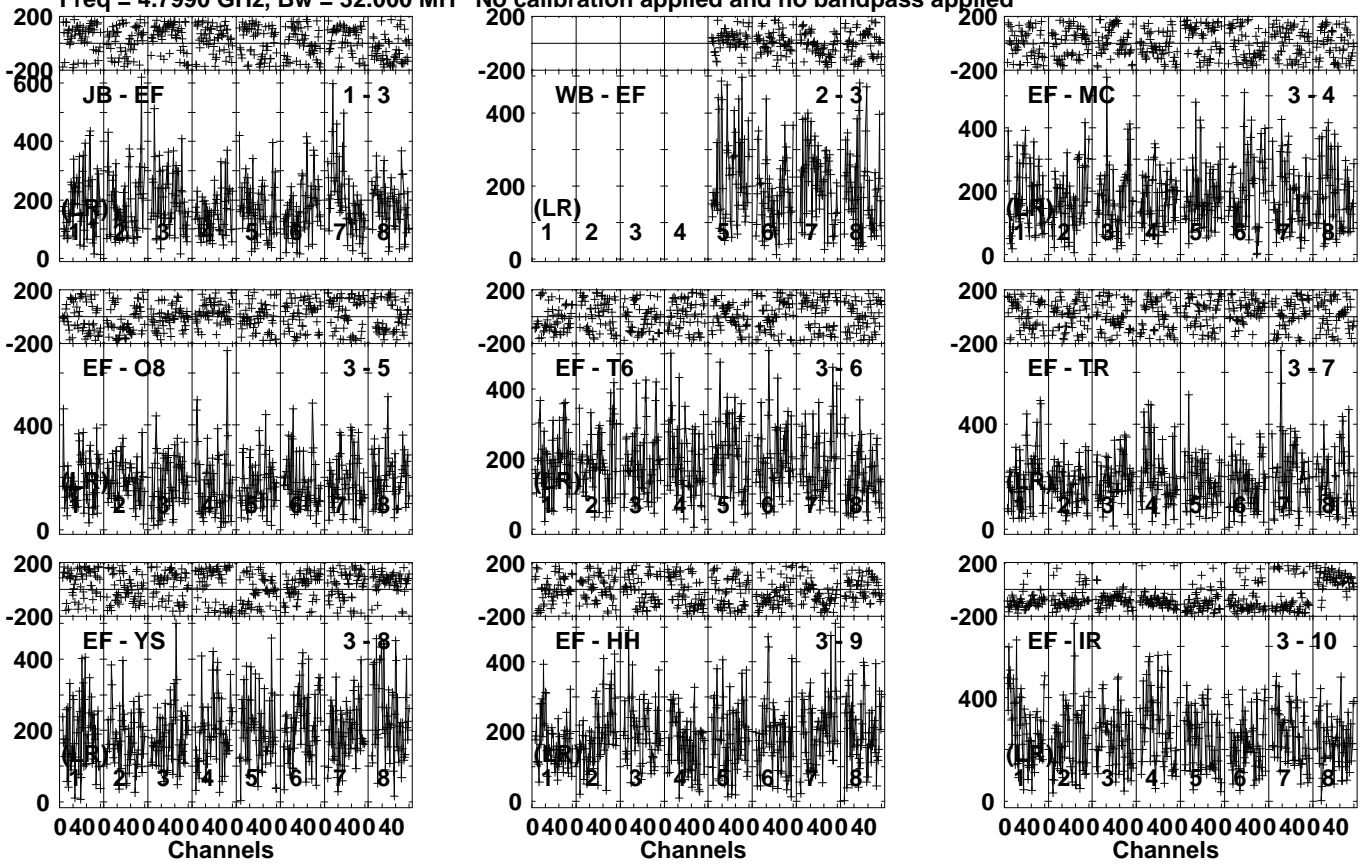 Freq = 4.7990 GHz, Bw = 32.000 MH No calibration applied and no bandpass applied
200 200 200
-200 -200 -200
600
JB - EF 1 - 3 WB - EF 2 - 3 EF - MC 3 - 4
400 400 400
200 200 200
(LR) (LR) (LR)
1 2 3 4 5 6 7 8 1 2 3 4 5 6 7 8 1 2 3 4 5 6 7 8
0 0 0
200 200 200
-200 -200 -200
EF - O8 3 - 5 EF - T6 3 - 6 EF - TR 3 - 7
400 400 400
200
(LR) (LR) (LR)
1 2 3 4 5 6 7 8 1 2 3 4 5 6 7 8 1 2 3 4 5 6 7 8
0 0 0
200 200 200
-200 -200 -200
EF - YS 3 - 8 EF - HH 3 - 9 EF - IR 3 - 10
400 400 400
200 200
(LR) (LR) (LR)
1 2 3 4 5 6 7 8 1 2 3 4 5 6 7 8 1 2 3 4 5 6 7 8
0 0 0
0 40 0 40 0 40 0 40 0 40 0 40 0 40 40 0 40 0 40 0 40 0 40 0 40 0 40 0 40 40 0 40 0 40 0 40 0 40 0 40 0 40 0 40 40
Channels Channels Channels